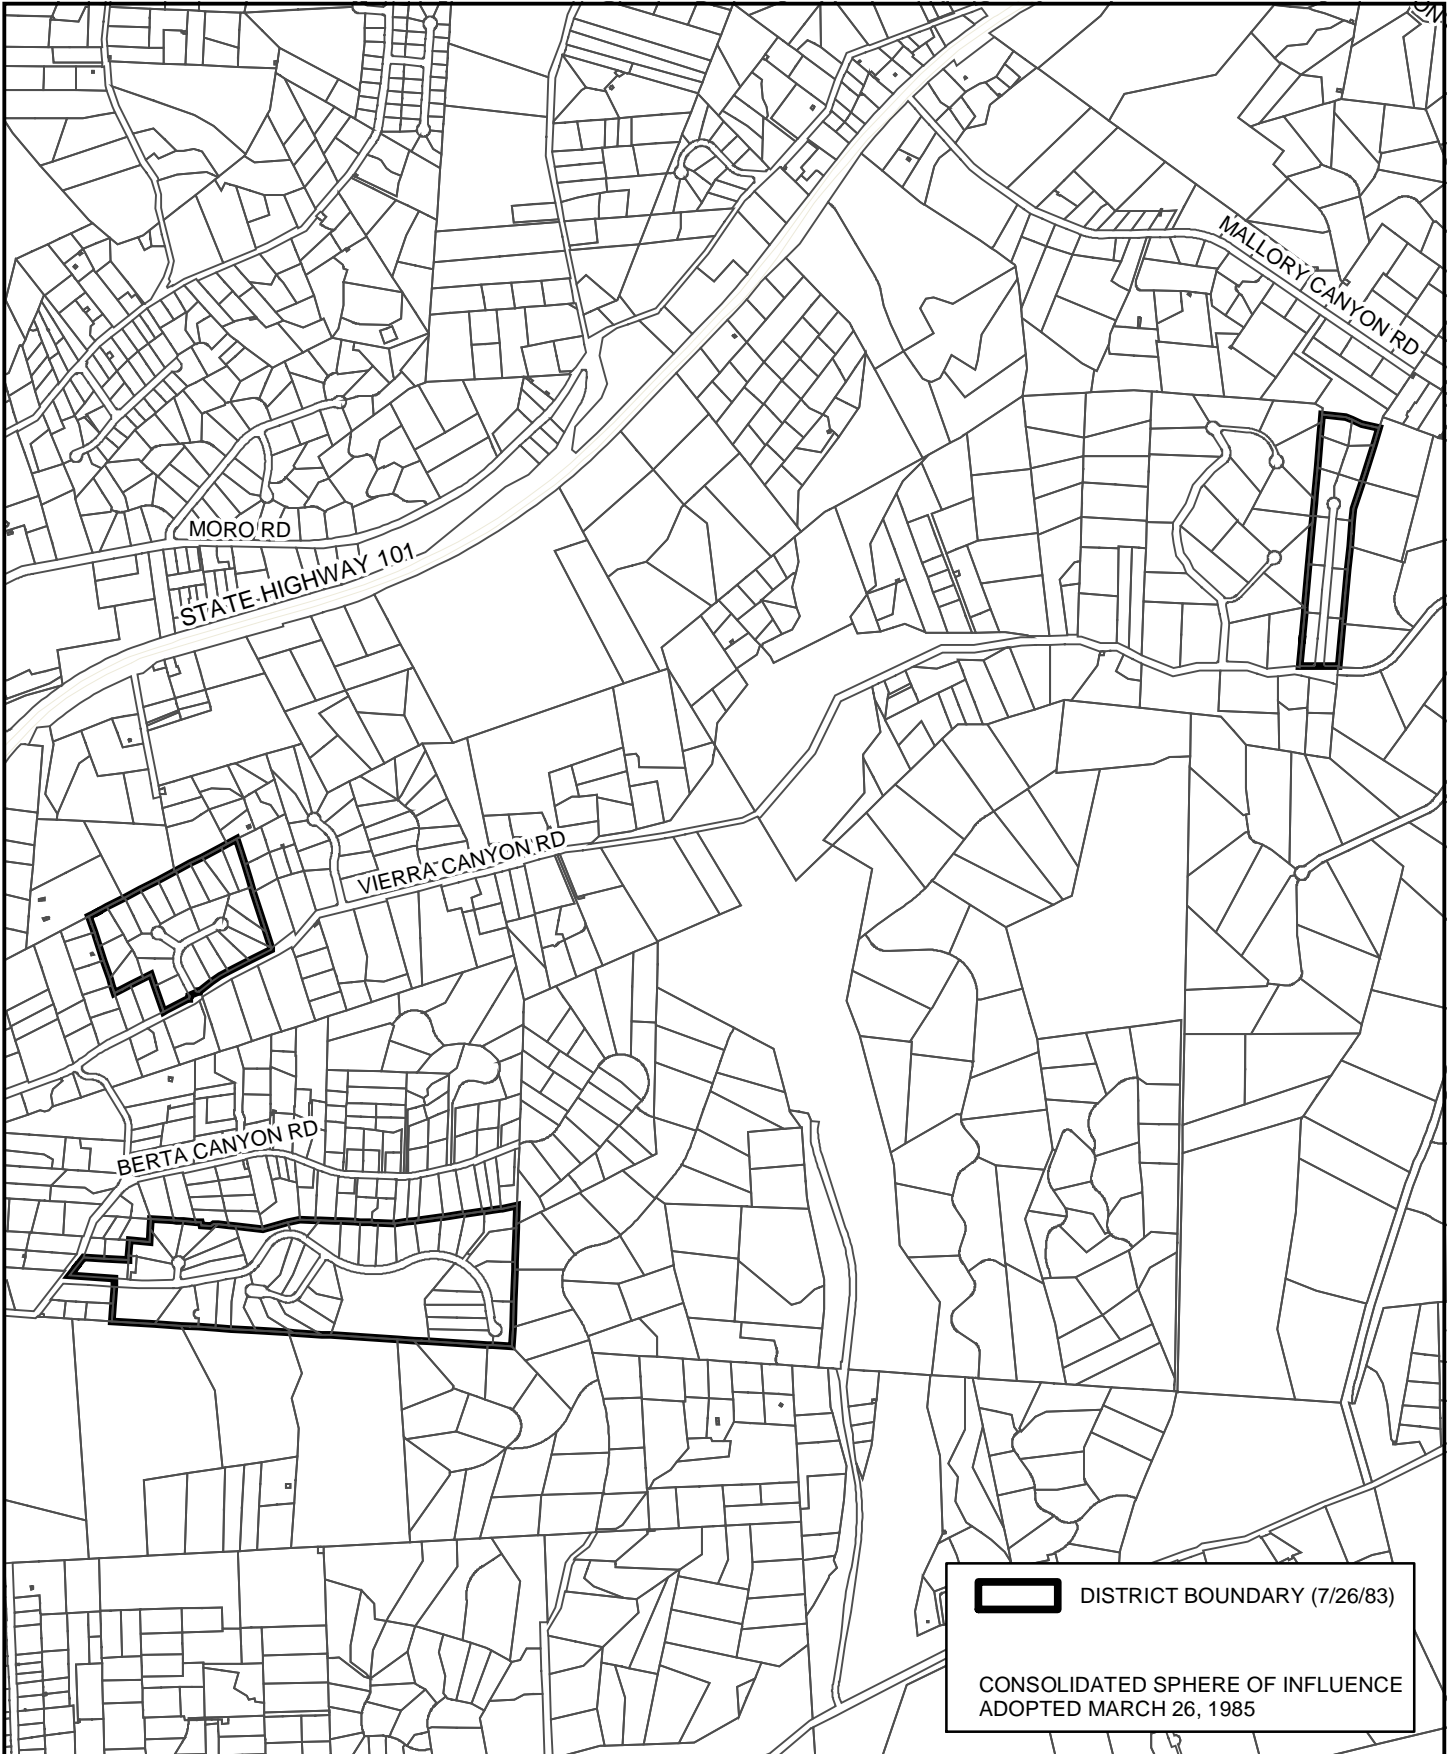 MALLORY CANYON RD
MORO RD
STATE HIGHWAY 101
VIERRA CANYON RD
BERTA CANYON RD
DISTRICT BOUNDARY (7/26/83)
CONSOLIDATED SPHERE OF INFLUENCE
ADOPTED MARCH 26, 1985